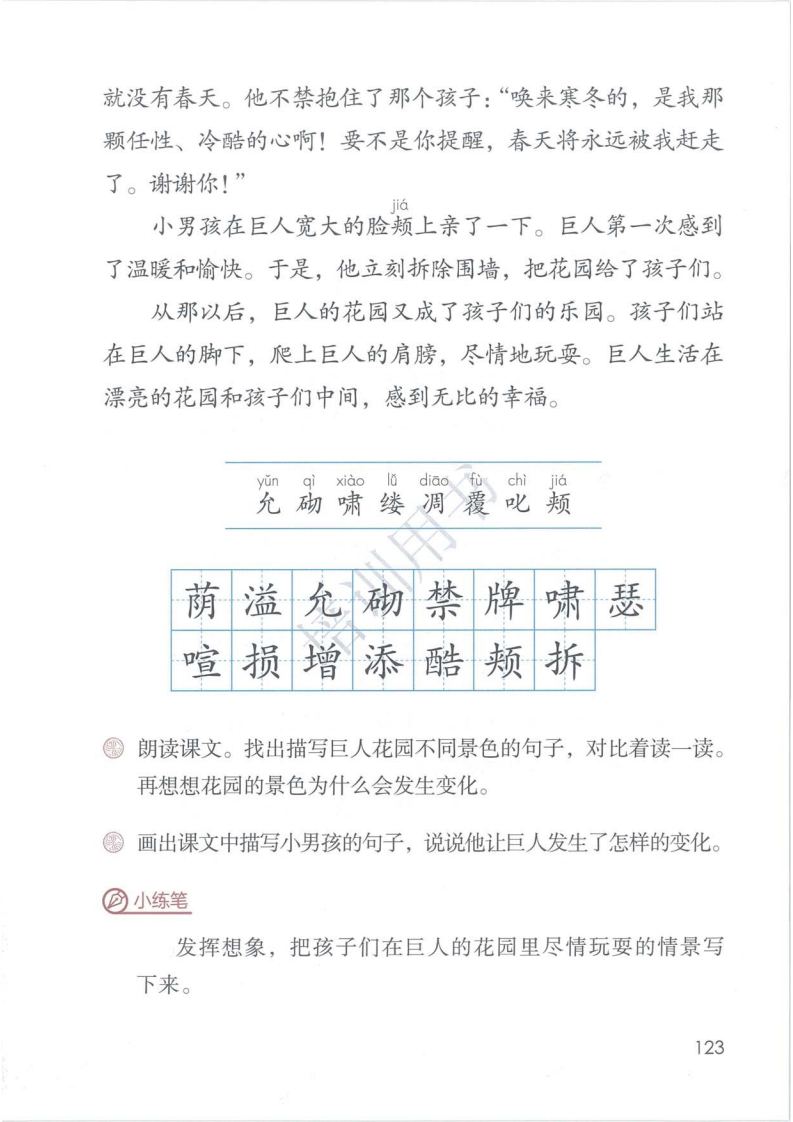 就没有春天。他不禁抱住了那个孩子：“唤来寒冬的，是我那
颗任性、冷酷的心啊！要不是你提醒，春天将永远被我赶走
了。谢谢你！”
jiá
小男孩在巨人宽大的脸颊上亲了一下。巨人第一次感到
了温暖和愉快。于是，他立刻拆除围墙，把花园给了孩子们。
从那以后，巨人的花园又成了孩子们的乐园。孩子们站
在巨人的脚下，爬上巨人的肩膀，尽情地玩耍。巨人生活在
漂亮的花园和孩子们中间，感到无比的幸福。
yǔn qì xiào lǚ diāo fù chì jiá
允 砌 啸 缕 凋 覆 叱 颊
培训用书
荫 溢 允 砌 禁 牌 啸 瑟
喧 损 增 添 酷 颊 拆
朗读课文。找出描写巨人花园不同景色的句子，对比着读一读。
再想想花园的景色为什么会发生变化。
画出课文中描写小男孩的句子，说说他让巨人发生了怎样的变化。
小练笔
发挥想象，把孩子们在巨人的花园里尽情玩耍的情景写
下来。
123